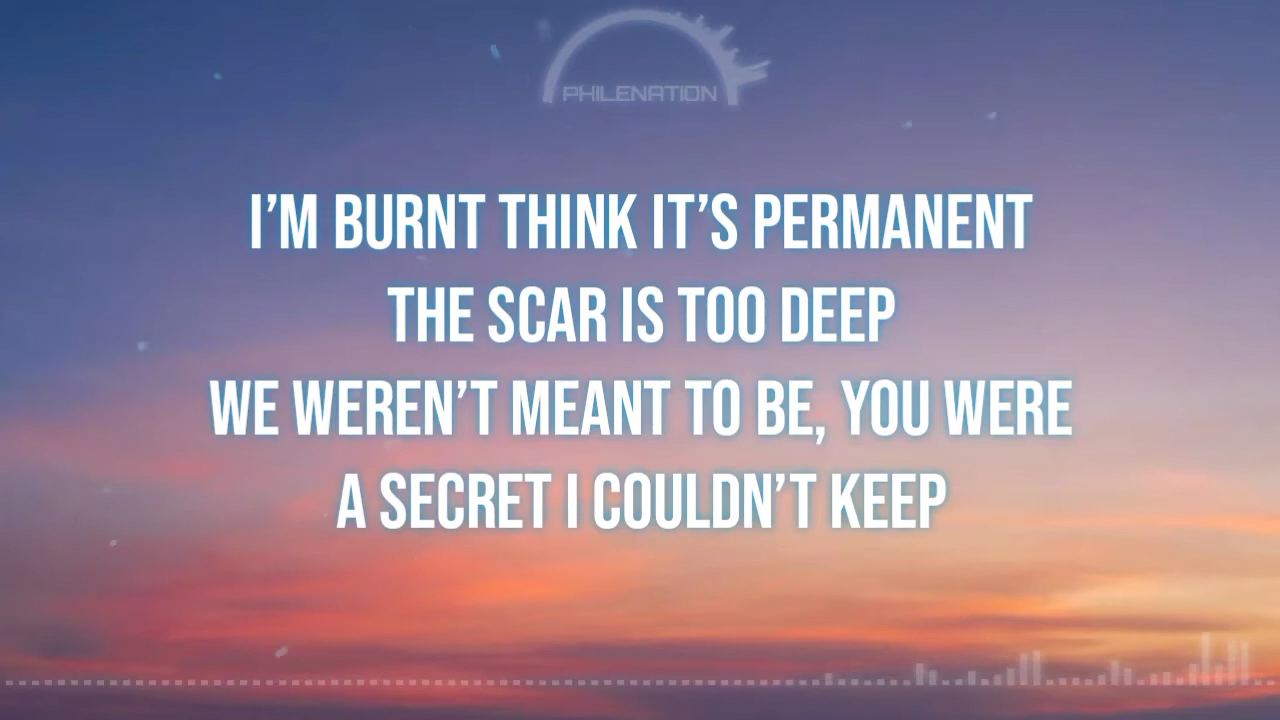 PHILENATION
I'M BURNT THINK IT'S PERMANENT
THE SCAR IS TOO DEEP
WE WEREN'T MEANT TO BE, YOU WERE
A SECRET I COULDN'T KEEP